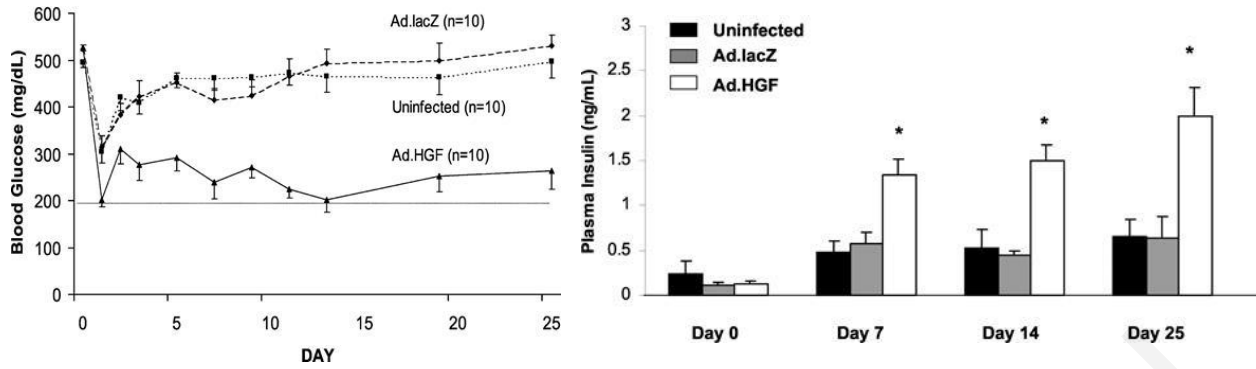 600
500
400
300
200
100
0
Blood Glucose (mg/dL)
Ad.lacZ (n=10)
Uninfected (n=10)
Ad.HGF (n=10)
0 5 10 15 20 25
DAY
3
2.5
2
1.5
1
0.5
0
Plasma Insulin (ng/mL)
Uninfected
Ad.lacZ
Ad.HGF
*
*
*
Day 0 Day 7 Day 14 Day 25